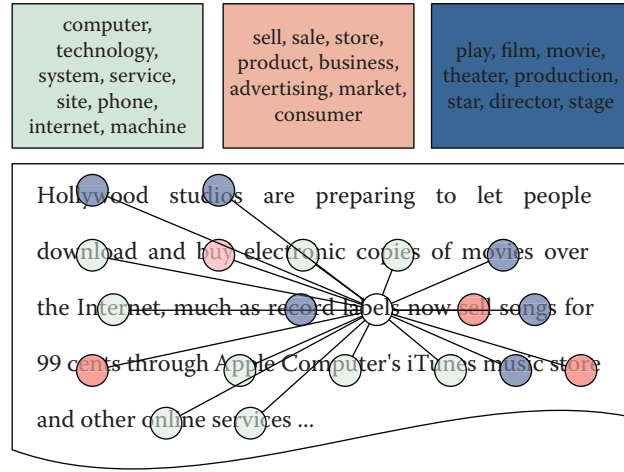 computer,
technology,
system, service,
site, phone,
internet, machine
sell, sale, store,
product, business,
advertising, market,
consumer
play, film, movie,
theater, production,
star, director, stage
Hollywood studios are preparing to let people
download and buy electronic copies of movies over
the Internet, much as record labels now sell songs for
99 cents through Apple Computer's iTunes music store
and other online services ...